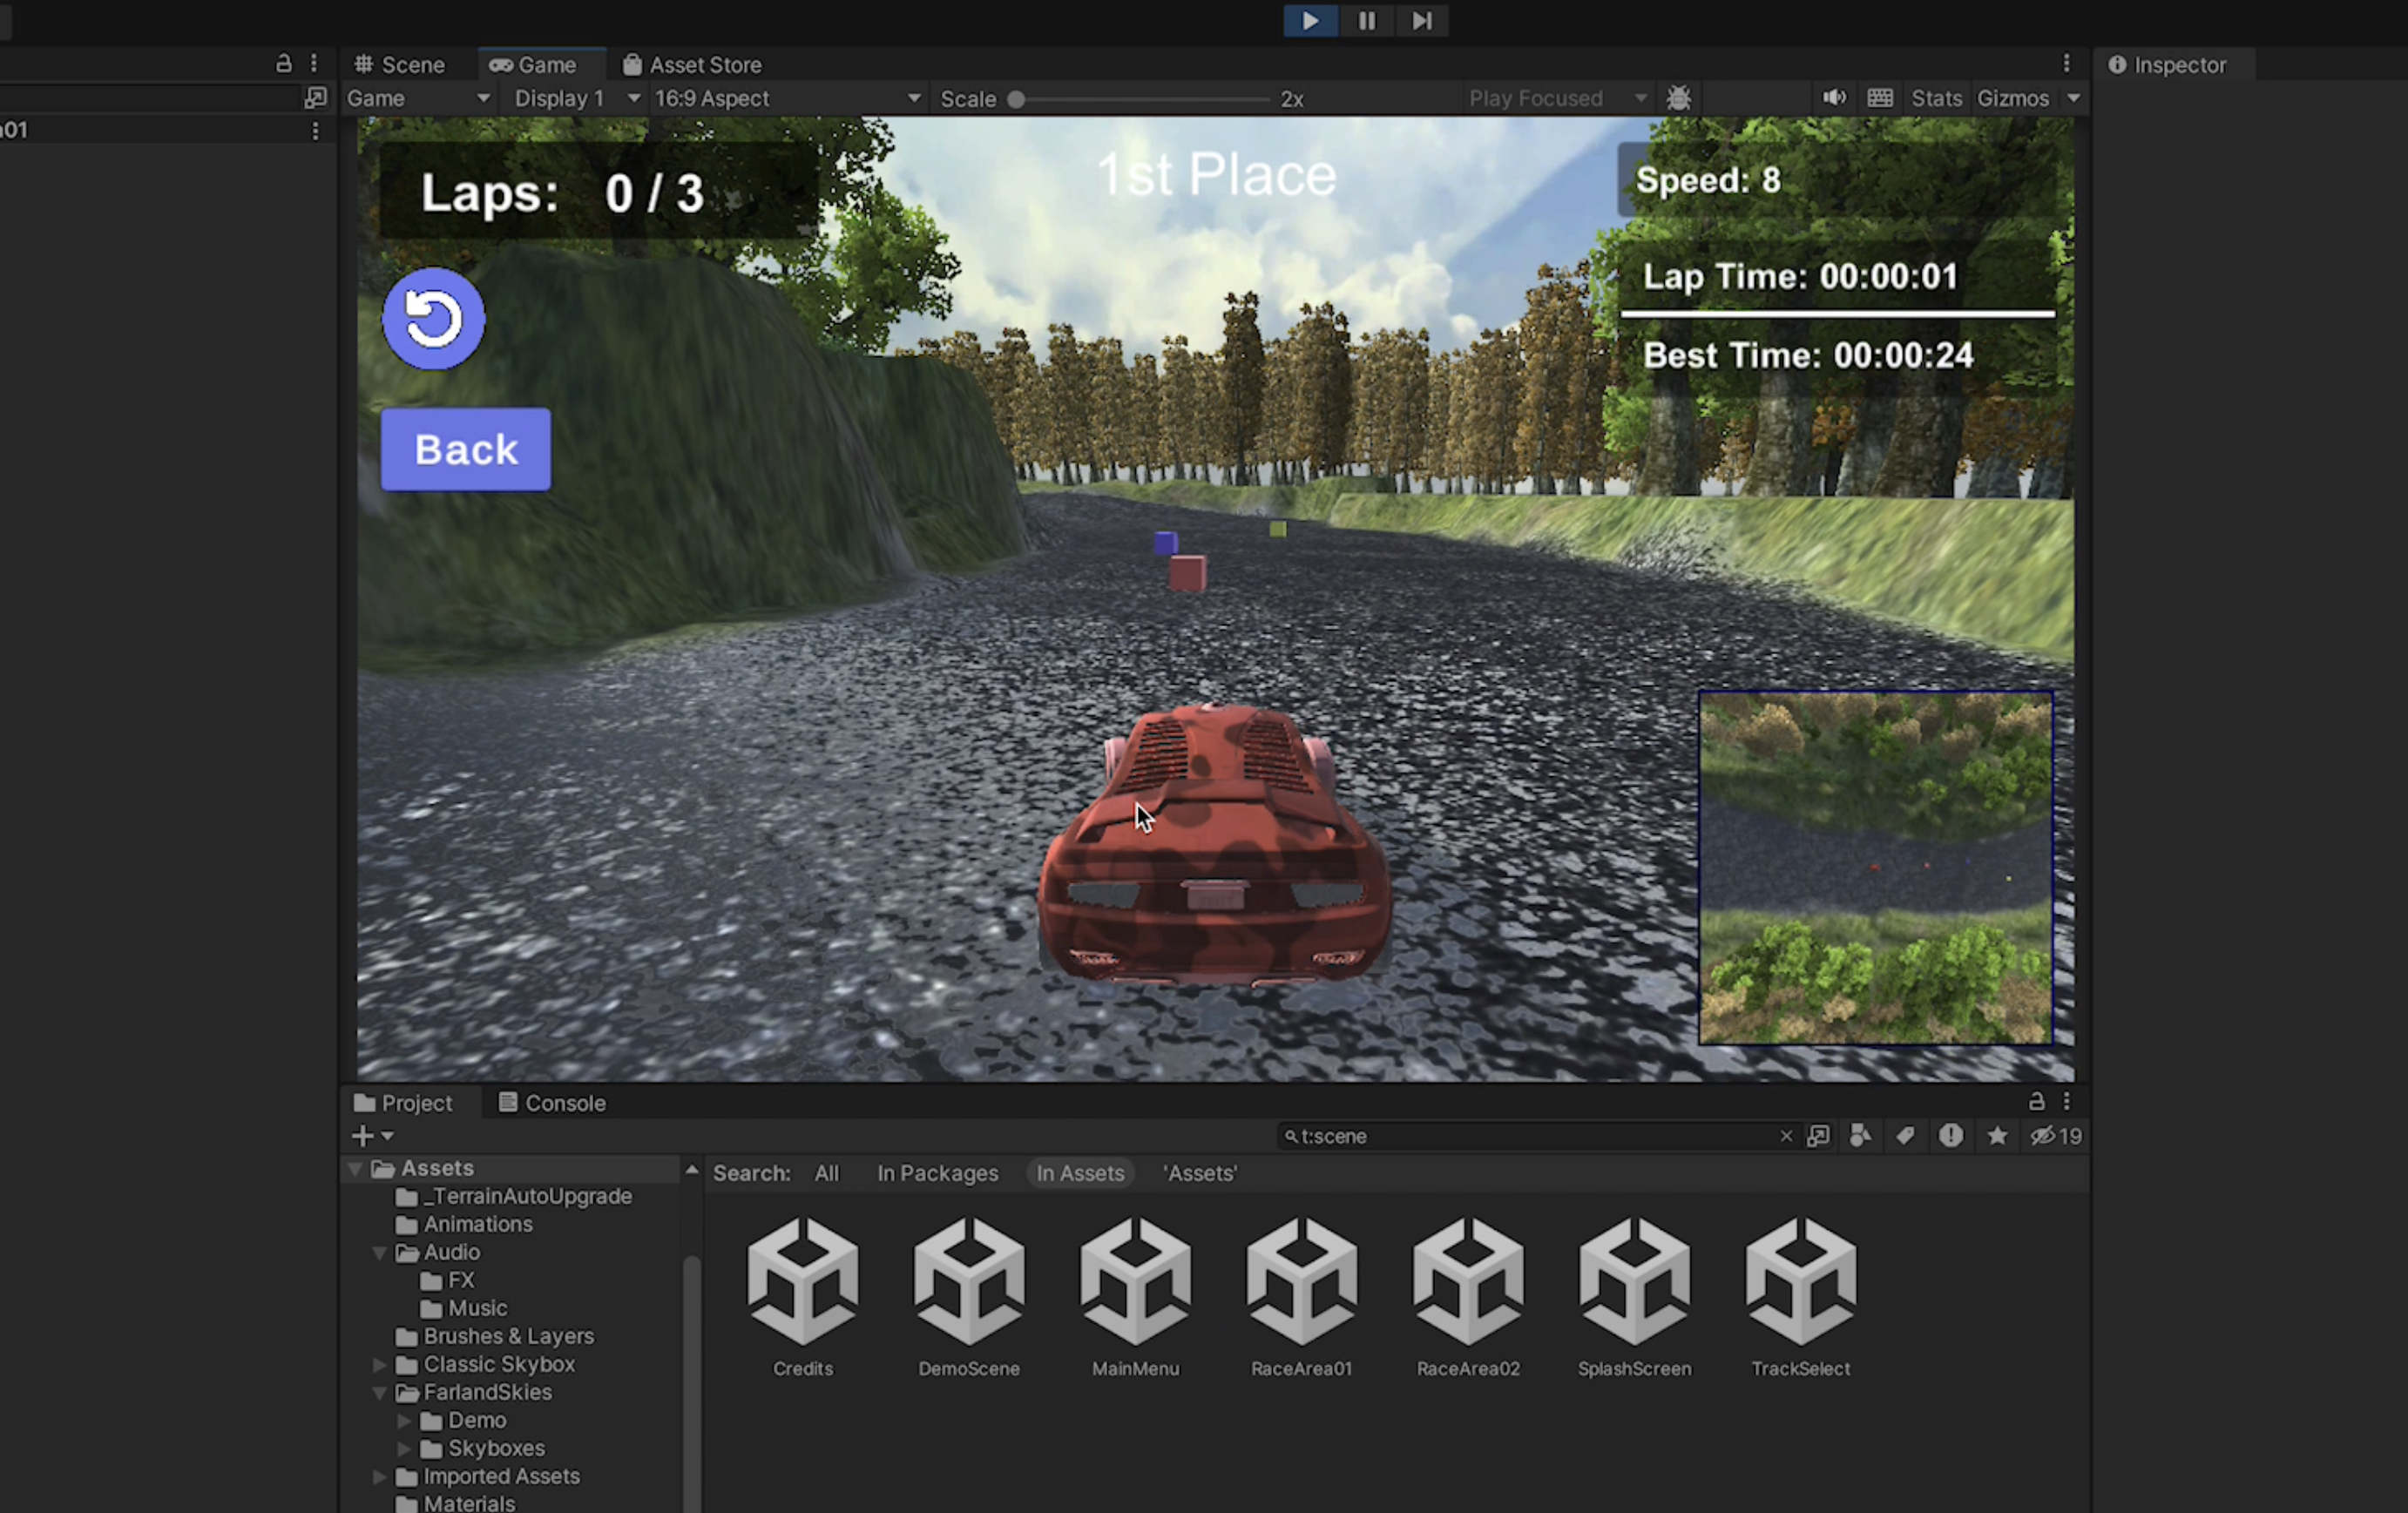 Scene
Game
Asset Store
Inspector
Game
Display 1
16:9 Aspect
Scale
2x
Play Focused
Stats
Gizmos
01
Laps: 0 / 3
1st Place
Speed: 8
Lap Time: 00:00:01
Best Time: 00:00:24
Back
Project
Console
t:scene
19
Assets
Search: All In Packages In Assets 'Assets'
_TerrainAutoUpgrade
Animations
Audio
FX
Music
Brushes & Layers
Classic Skybox
FarlandSkies
Demo
Skyboxes
Imported Assets
Materials
Credits
DemoScene
MainMenu
RaceArea01
RaceArea02
SplashScreen
TrackSelect